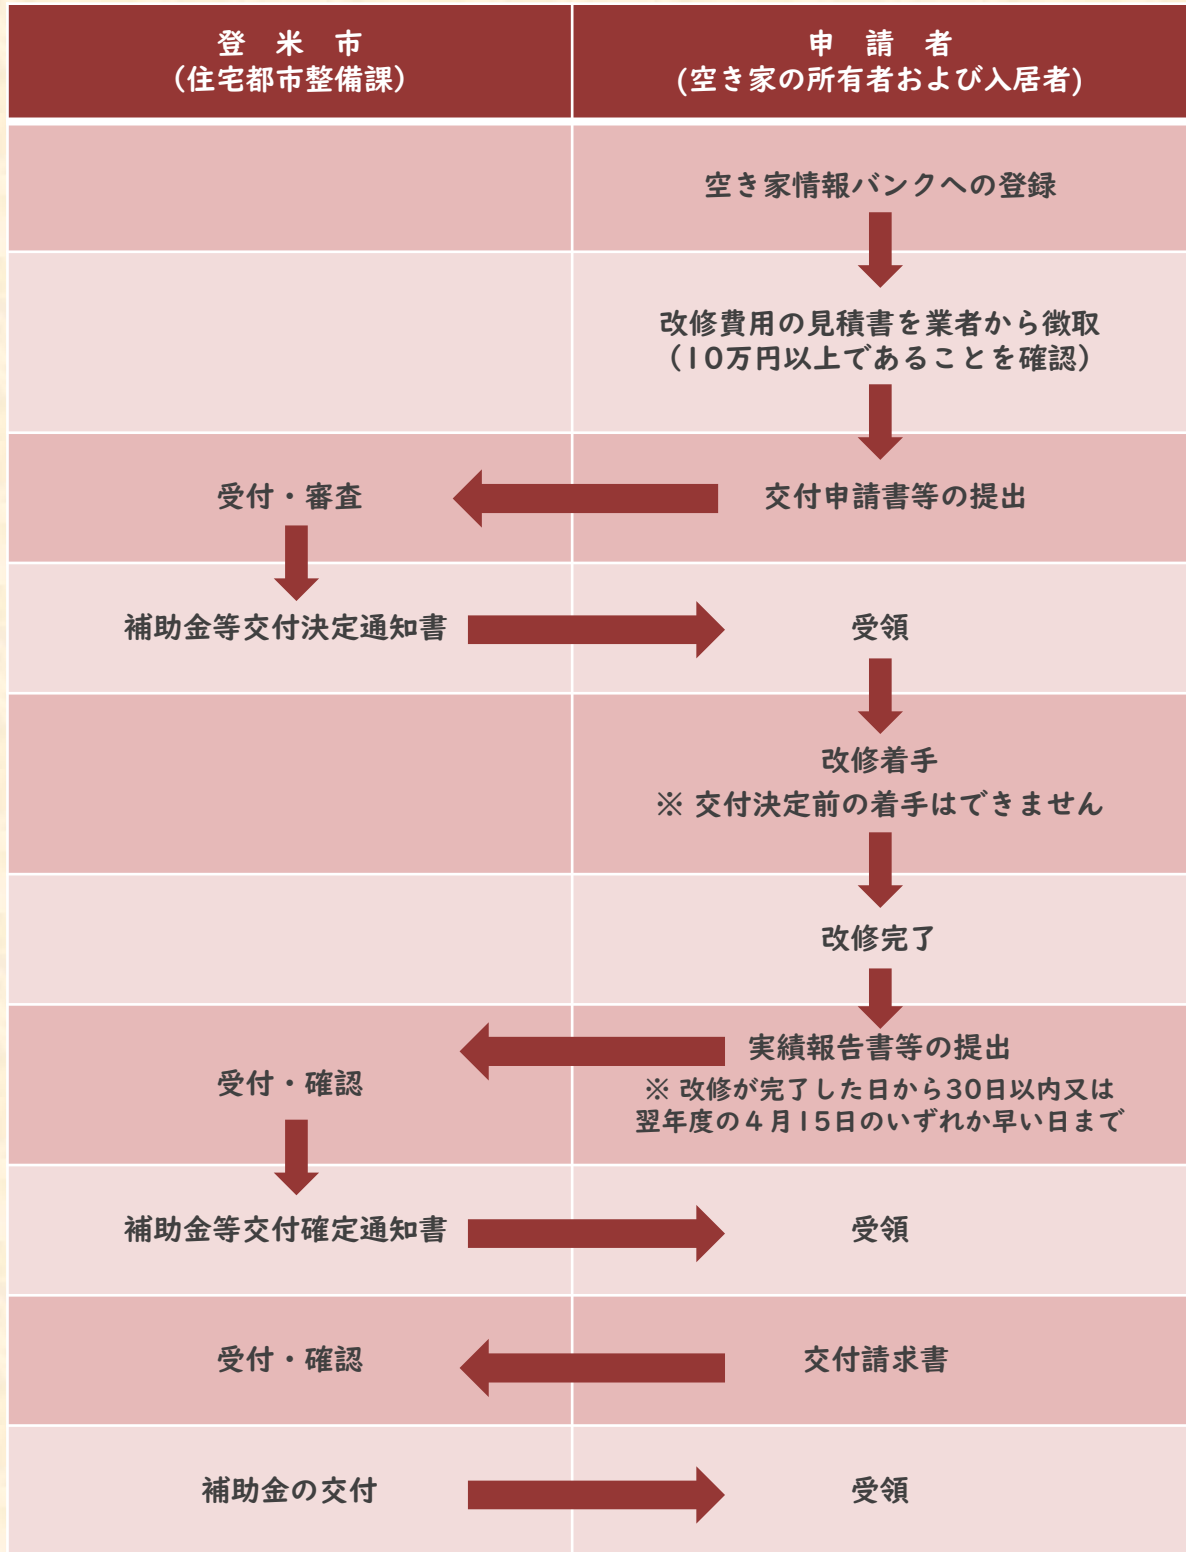 登 米 市
（住宅都市整備課）
申 請 者
(空き家の所有者および入居者)
空き家情報バンクへの登録
改修費用の見積書を業者から徴取
（10万円以上であることを確認）
受付・審査
交付申請書等の提出
補助金等交付決定通知書
受領
改修着手
※ 交付決定前の着手はできません
改修完了
実績報告書等の提出
受付・確認
※ 改修が完了した日から30日以内又は
翌年度の４月15日のいずれか早い日まで
補助金等交付確定通知書
受領
受付・確認
交付請求書
補助金の交付
受領